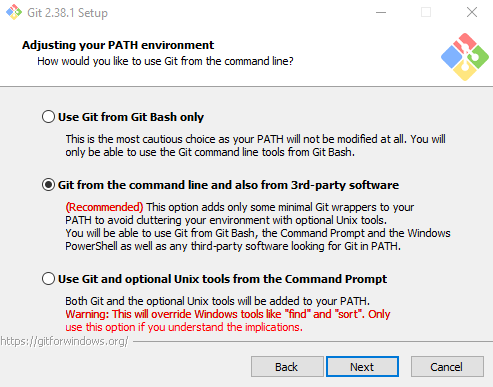 Git 2.38.1 Setup
Adjusting your PATH environment
How would you like to use Git from the command line?
Use Git from Git Bash only
This is the most cautious choice as your PATH will not be modified at all. You will
only be able to use the Git command line tools from Git Bash.
Git from the command line and also from 3rd-party software
(Recommended) This option adds only some minimal Git wrappers to your
PATH to avoid cluttering your environment with optional Unix tools.
You will be able to use Git from Git Bash, the Command Prompt and the Windows
PowerShell as well as any third-party software looking for Git in PATH.
Use Git and optional Unix tools from the Command Prompt
Both Git and the optional Unix tools will be added to your PATH.
Warning: This will override Windows tools like "find" and "sort". Only
use this option if you understand the implications.
https://gitforwindows.org/
Back Next Cancel